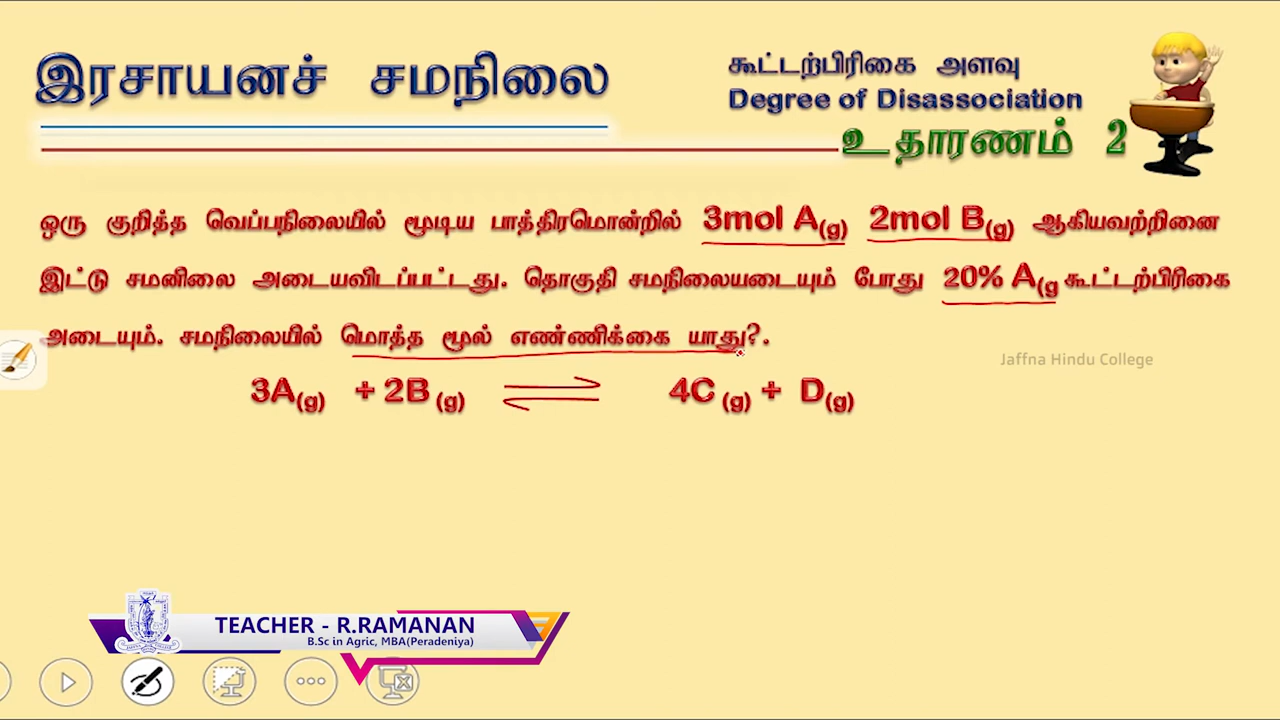 இரசாயனச் சமநிலை
கூட்டற்பிரிகை அளவு
Degree of Disassociation
உதாரணம் 2
ஒரு குறித்த வெப்பநிலையில் மூடிய பாத்திரமொன்றில் 3mol A(g) 2mol B(g) ஆகியவற்றினை
இட்டு சமனிலை அடையவிடப்பட்டது. தொகுதி சமநிலையடையும் போது 20% A(g கூட்டற்பிரிகை
அடையும். சமநிலையில் மொத்த மூல் எண்ணிக்கை யாது?.
Jaffna Hindu College
3A(g) + 2B (g) ⇌ 4C (g) + D(g)
TEACHER - R.RAMANAN
B.Sc in Agric, MBA(Peradeniya)